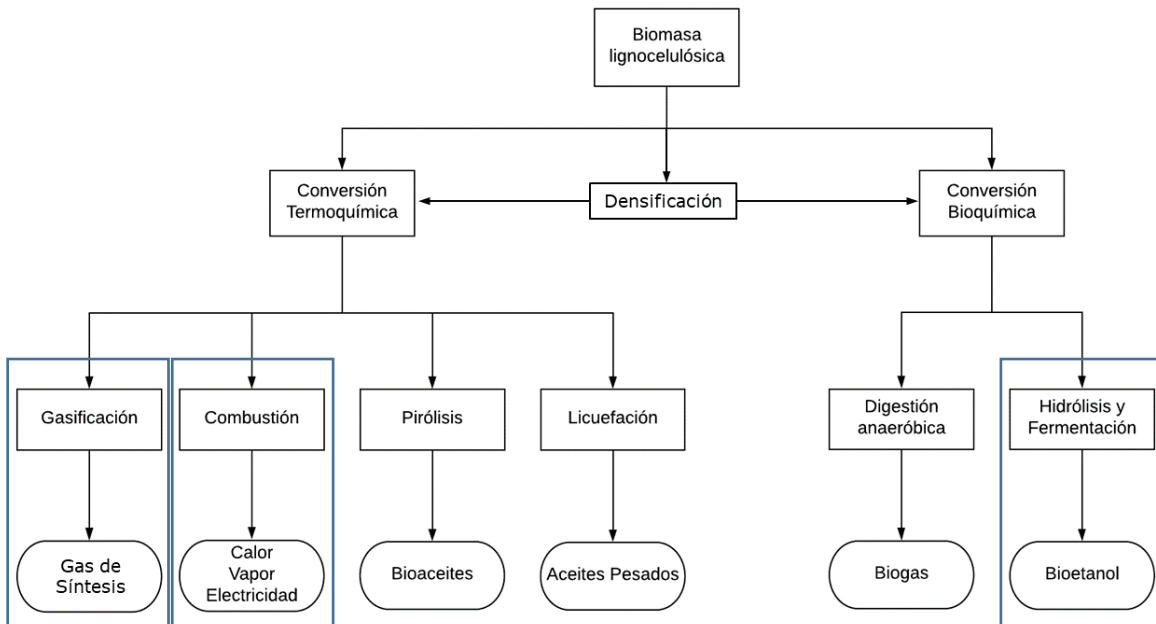 Biomasa
lignocelulósica
Conversión
Termoquímica
Densificación
Conversión
Bioquímica
Gasificación
Combustión
Pirólisis
Licuefación
Digestión
anaeróbica
Hidrólisis y
Fermentación
Gas de
Síntesis
Calor
Vapor
Electricidad
Bioaceites
Aceites Pesados
Biogas
Bioetanol